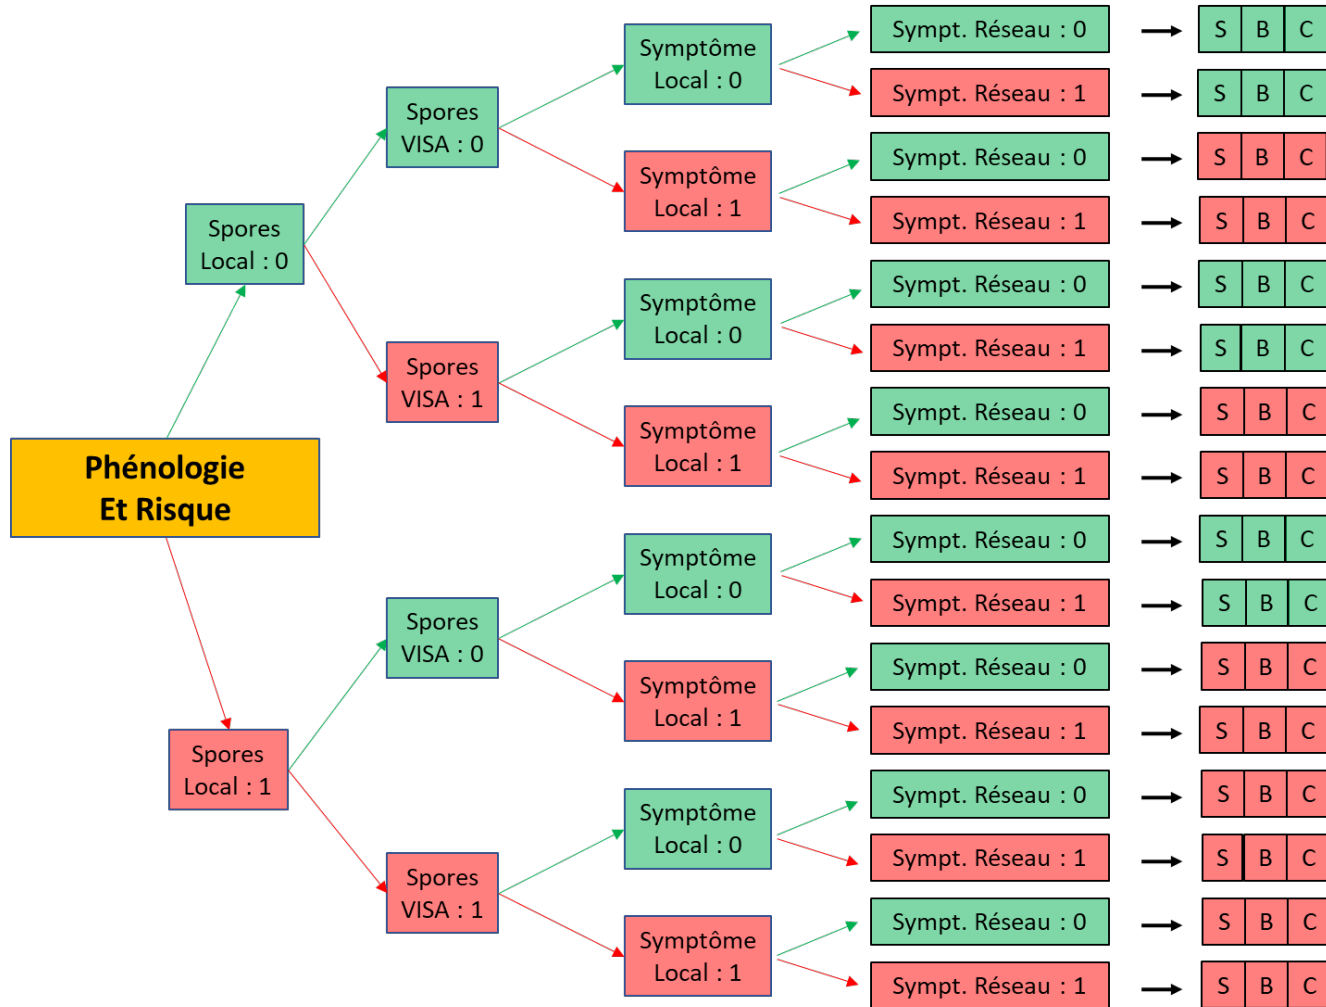 Sympt. Réseau : 0
S B C
Symptôme
Local : 0
Sympt. Réseau : 1
S B C
Spores
VISA : 0
Sympt. Réseau : 0
S B C
Symptôme
Local : 1
Sympt. Réseau : 1
S B C
Spores
Local : 0
Sympt. Réseau : 0
S B C
Symptôme
Local : 0
Sympt. Réseau : 1
S B C
Spores
VISA : 1
Sympt. Réseau : 0
S B C
Symptôme
Local : 1
Sympt. Réseau : 1
S B C
Phénologie
Et Risque
Sympt. Réseau : 0
S B C
Symptôme
Local : 0
Sympt. Réseau : 1
S B C
Spores
VISA : 0
Sympt. Réseau : 0
S B C
Symptôme
Local : 1
Sympt. Réseau : 1
S B C
Spores
Local : 1
Sympt. Réseau : 0
S B C
Symptôme
Local : 0
Sympt. Réseau : 1
S B C
Spores
VISA : 1
Sympt. Réseau : 0
S B C
Symptôme
Local : 1
Sympt. Réseau : 1
S B C